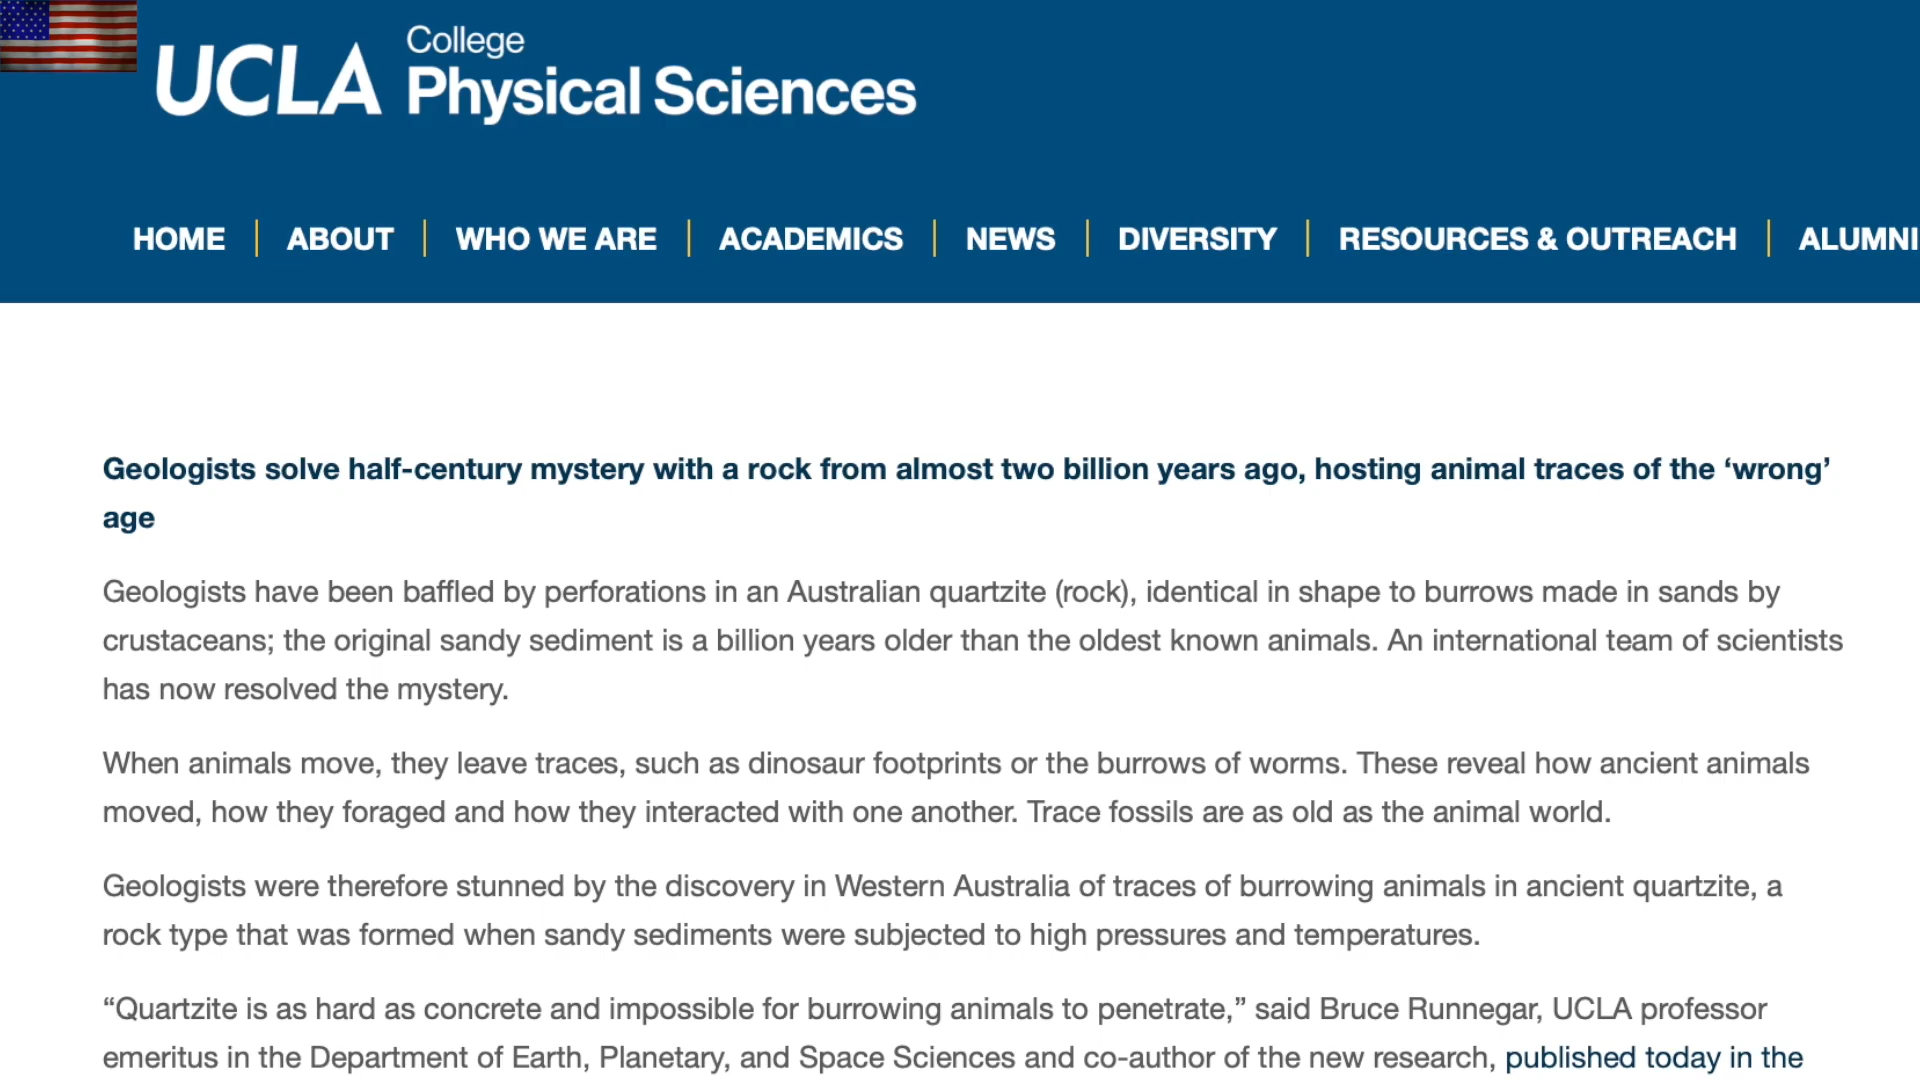 UCLA College
Physical Sciences
HOME | ABOUT | WHO WE ARE | ACADEMICS | NEWS | DIVERSITY | RESOURCES & OUTREACH | ALUMNI
Geologists solve half-century mystery with a rock from almost two billion years ago, hosting animal traces of the ‘wrong’
age
Geologists have been baffled by perforations in an Australian quartzite (rock), identical in shape to burrows made in sands by
crustaceans; the original sandy sediment is a billion years older than the oldest known animals. An international team of scientists
has now resolved the mystery.
When animals move, they leave traces, such as dinosaur footprints or the burrows of worms. These reveal how ancient animals
moved, how they foraged and how they interacted with one another. Trace fossils are as old as the animal world.
Geologists were therefore stunned by the discovery in Western Australia of traces of burrowing animals in ancient quartzite, a
rock type that was formed when sandy sediments were subjected to high pressures and temperatures.
“Quartzite is as hard as concrete and impossible for burrowing animals to penetrate,” said Bruce Runnegar, UCLA professor
emeritus in the Department of Earth, Planetary, and Space Sciences and co-author of the new research, published today in the